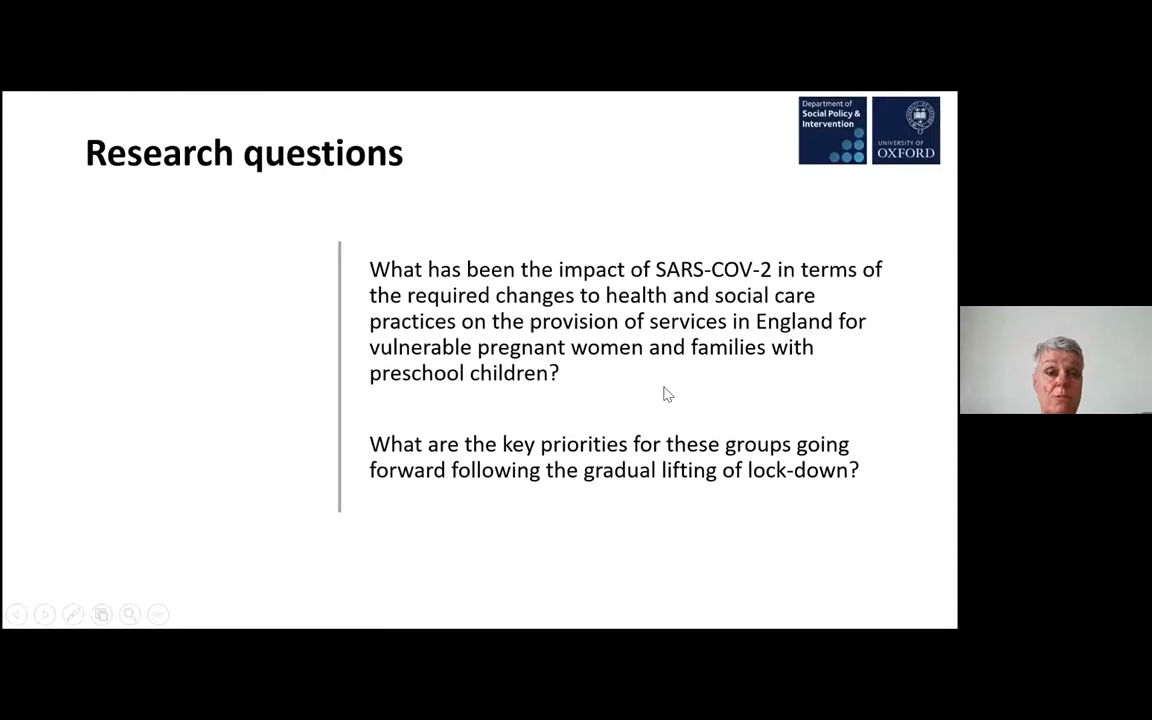 Research questions
Department of
Social Policy &
Intervention
UNIVERSITY OF
OXFORD
What has been the impact of SARS-COV-2 in terms of
the required changes to health and social care
practices on the provision of services in England for
vulnerable pregnant women and families with
preschool children?
What are the key priorities for these groups going
forward following the gradual lifting of lock-down?